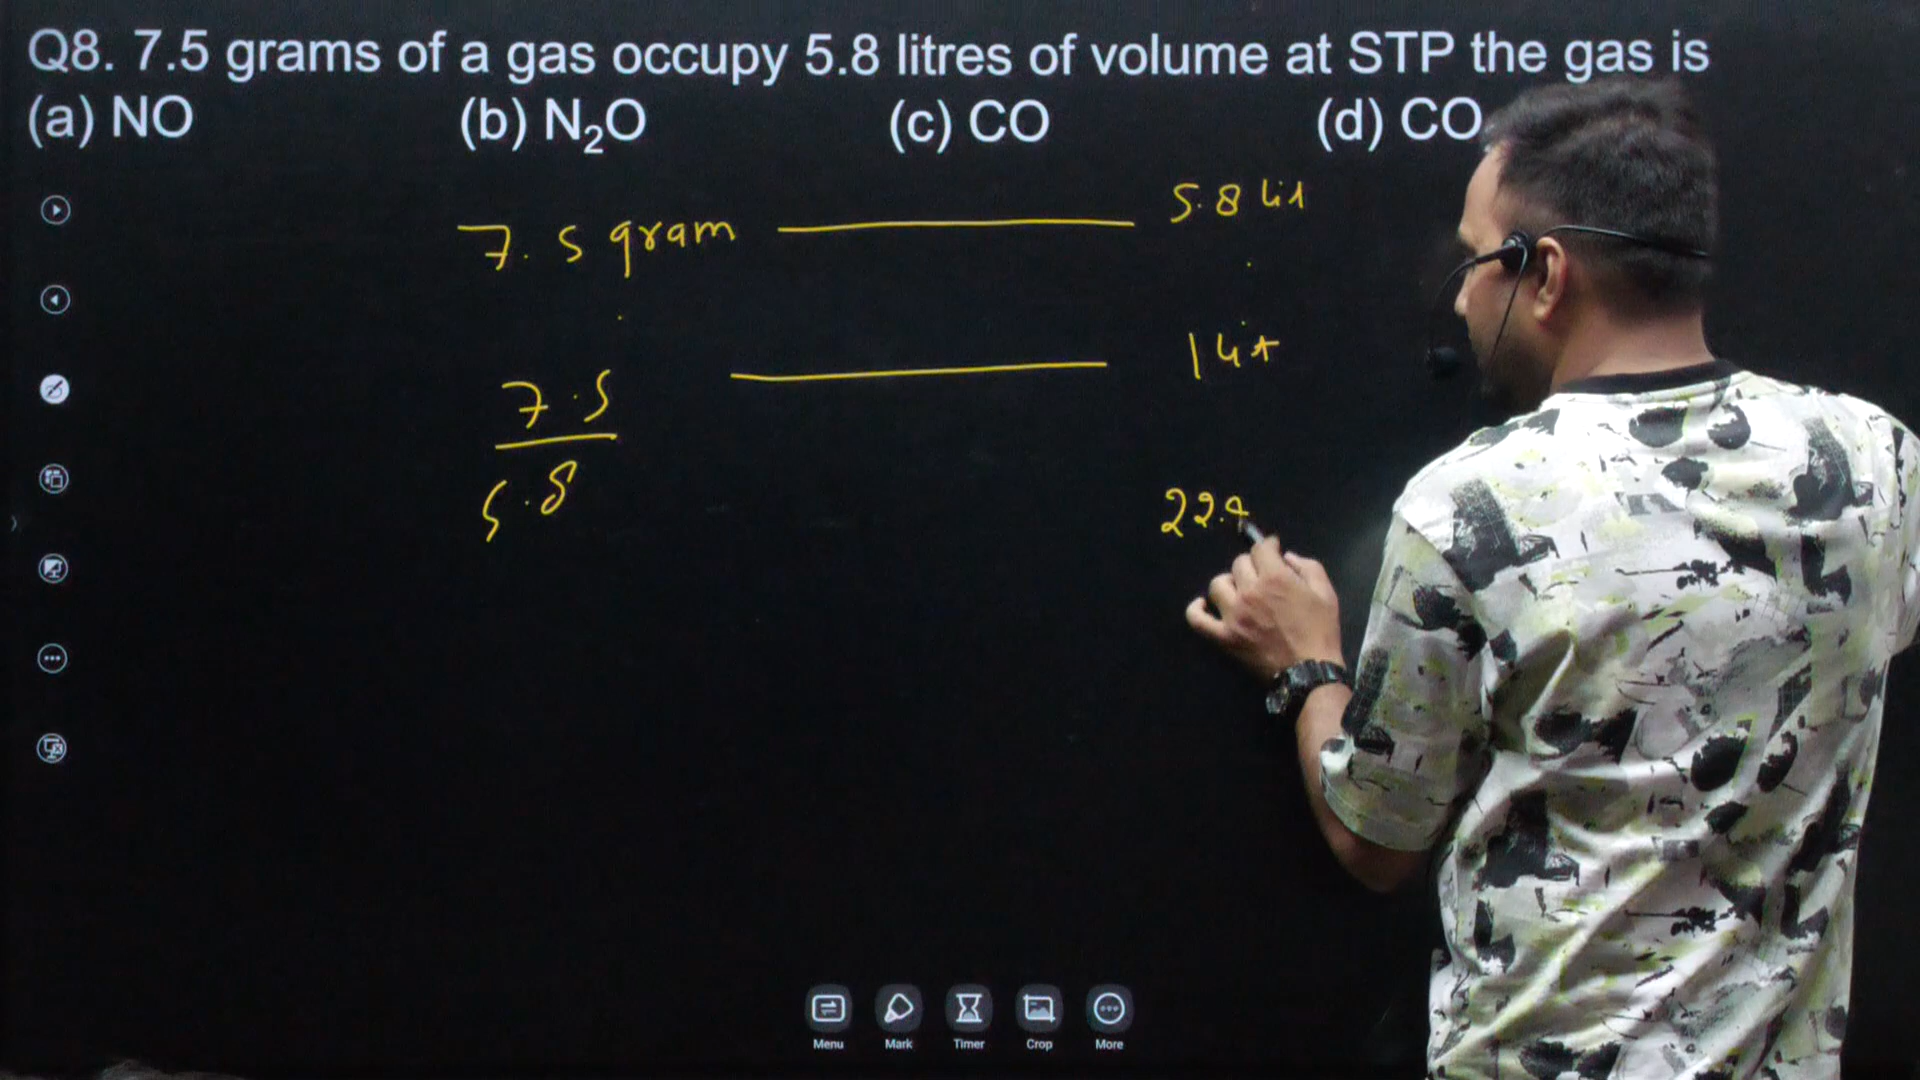 Q8. 7.5 grams of a gas occupy 5.8 litres of volume at STP the gas is
(a) NO (b) N₂O (c) CO (d) CO
7.5 gram 5.8 lit
7.5 1 lit
5.8
22.4
Menu Mark Timer Crop More